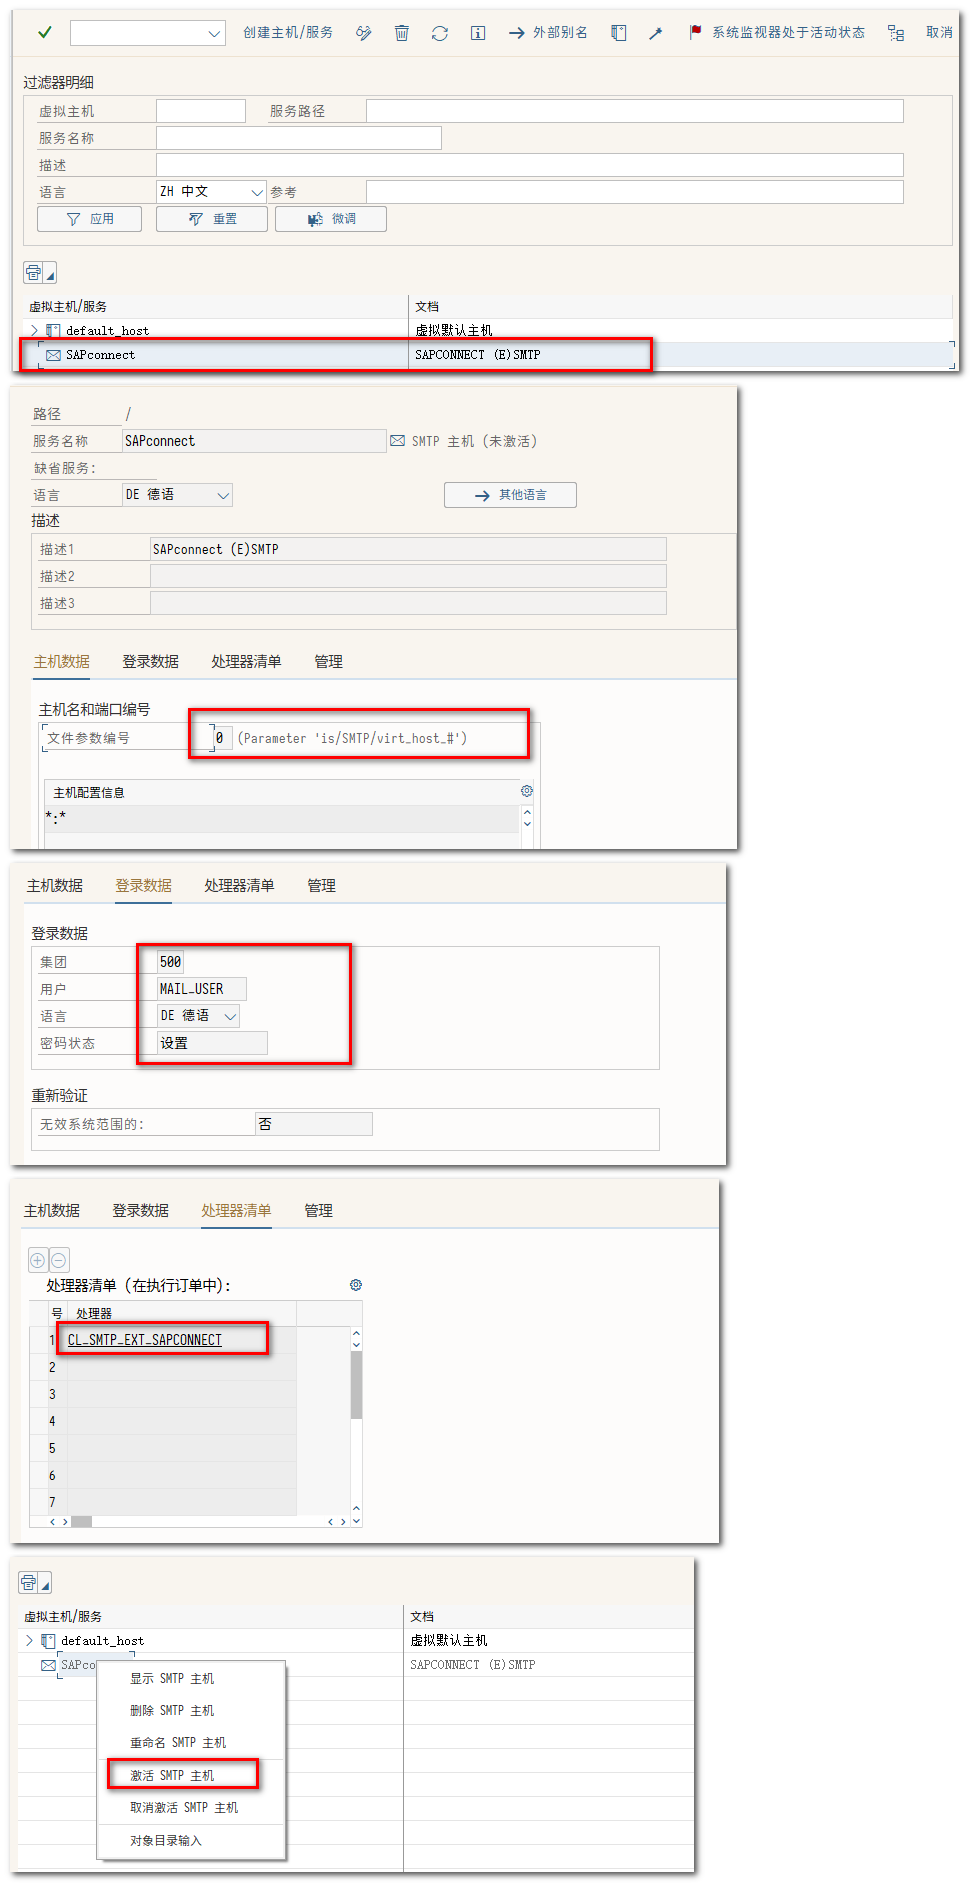 创建主机/服务 外部别名 系统监视器处于活动状态 取消
过滤器明细
虚拟主机 服务路径
服务名称
描述
语言 ZH 中文 参考
应用 重置 微调
虚拟主机/服务 文档
default_host 虚拟默认主机
SAPconnect SAPCONNECT (E)SMTP
路径 /
服务名称 SAPconnect SMTP 主机 (未激活)
缺省服务:
语言 DE 德语 其他语言
描述
描述1 SAPconnect (E)SMTP
描述2
描述3
主机数据 登录数据 处理器清单 管理
主机名和端口编号
文件参数编号 0 (Parameter 'is/SMTP/virt_host_#')
主机配置信息
*:*
主机数据 登录数据 处理器清单 管理
登录数据
集团 500
用户 MAIL_USER
语言 DE 德语
密码状态 设置
重新验证
无效系统范围的: 否
主机数据 登录数据 处理器清单 管理
处理器清单 (在执行订单中):
号 处理器
1 CL_SMTP_EXT_SAPCONNECT
2
3
4
5
6
7
虚拟主机/服务 文档
default_host 虚拟默认主机
SAPco SAPCONNECT (E)SMTP
显示 SMTP 主机
删除 SMTP 主机
重命名 SMTP 主机
激活 SMTP 主机
取消激活 SMTP 主机
对象目录输入